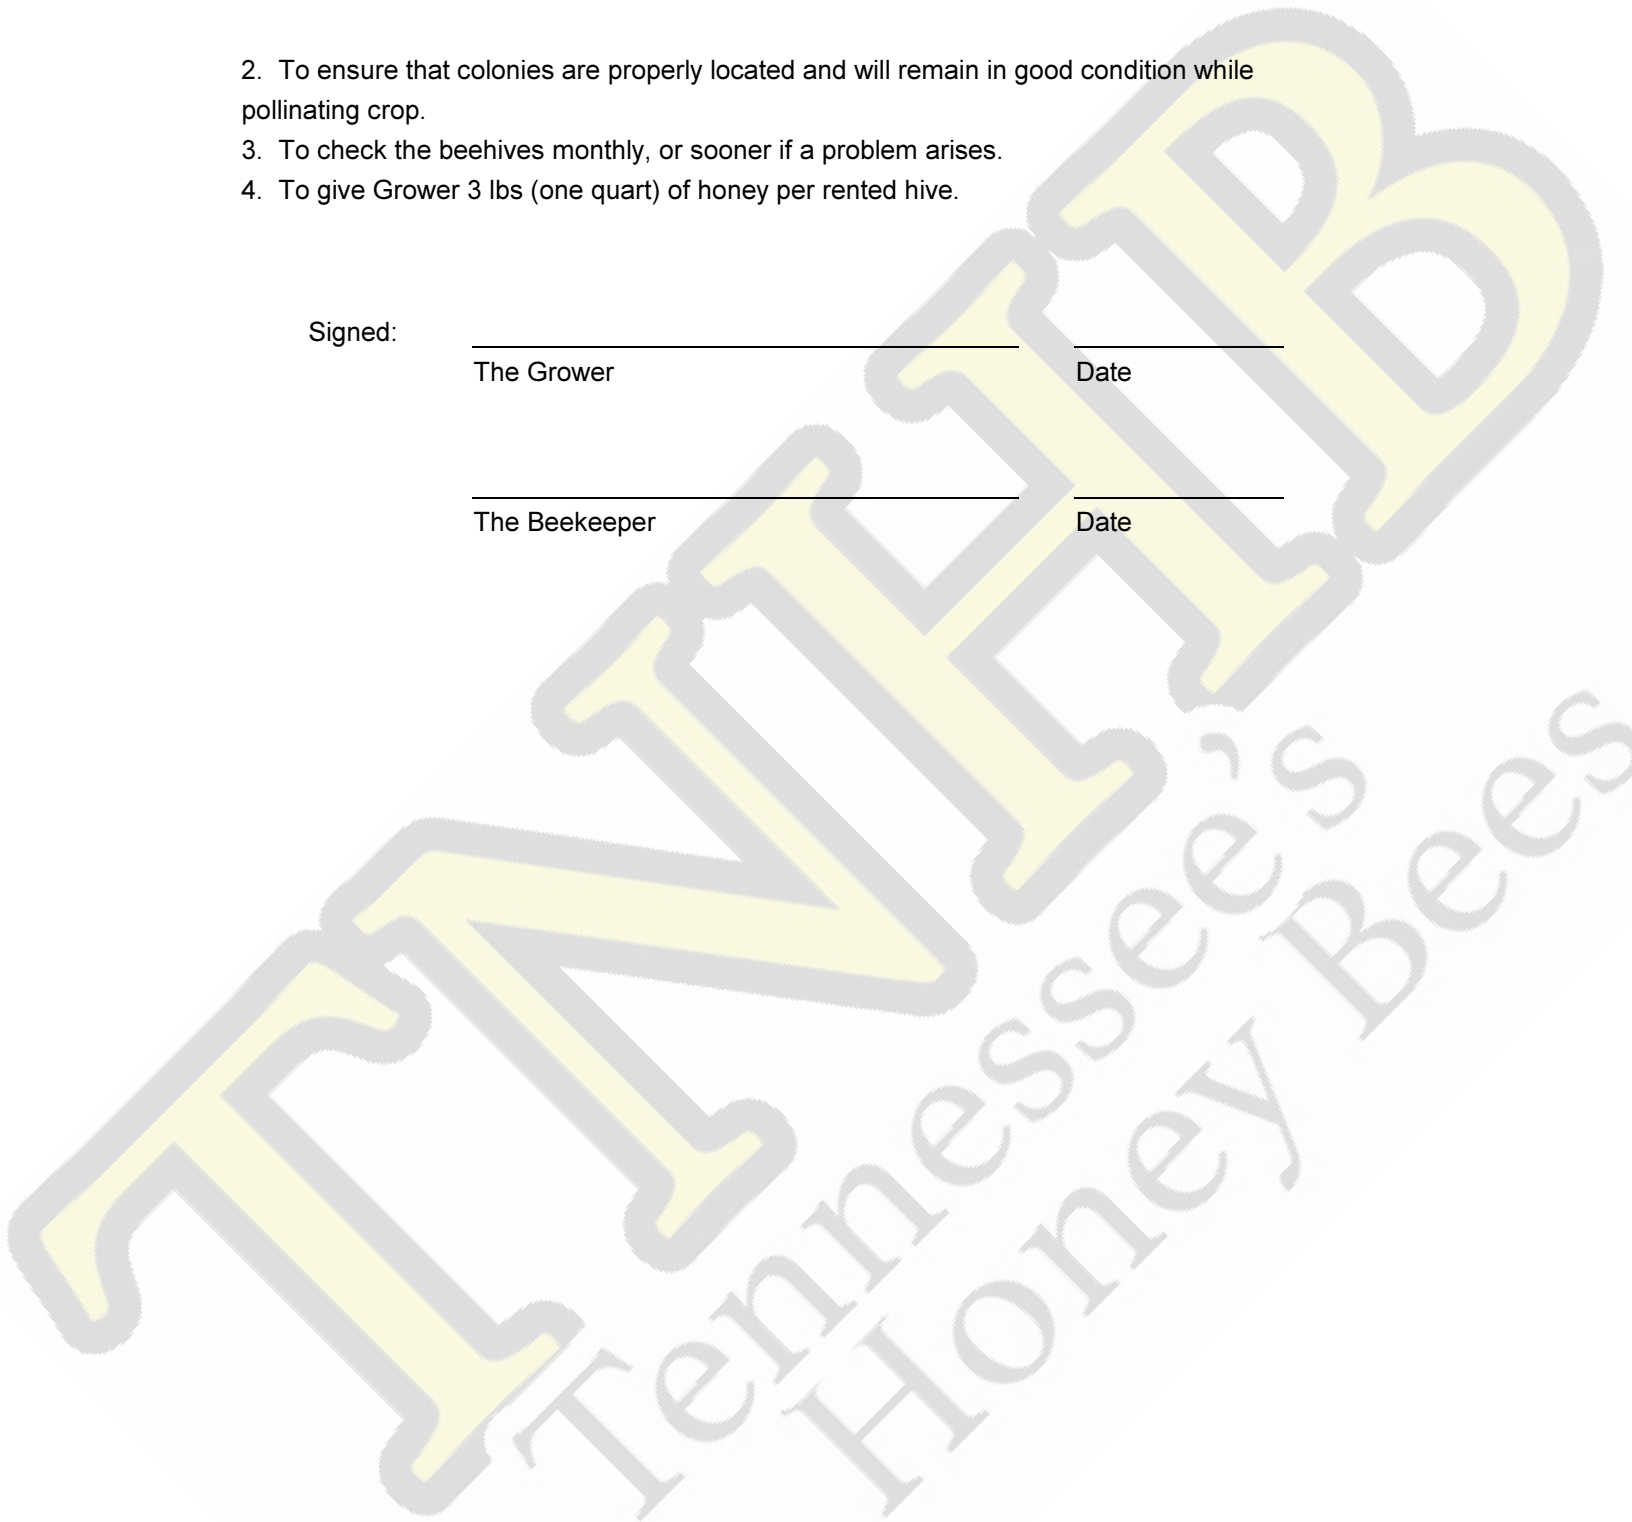 2. To ensure that colonies are properly located and will remain in good condition while
pollinating crop.
3. To check the beehives monthly, or sooner if a problem arises.
4. To give Grower 3 lbs (one quart) of honey per rented hive.
Signed:
The Grower Date
The Beekeeper Date
TNHB
Tennessee's
Honey Bees